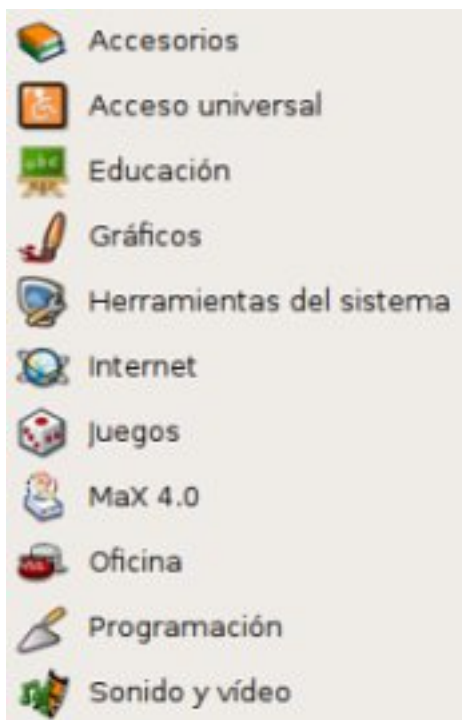 Accesorios
Acceso universal
Educación
Gráficos
Herramientas del sistema
Internet
Juegos
MaX 4.0
Oficina
Programación
Sonido y vídeo